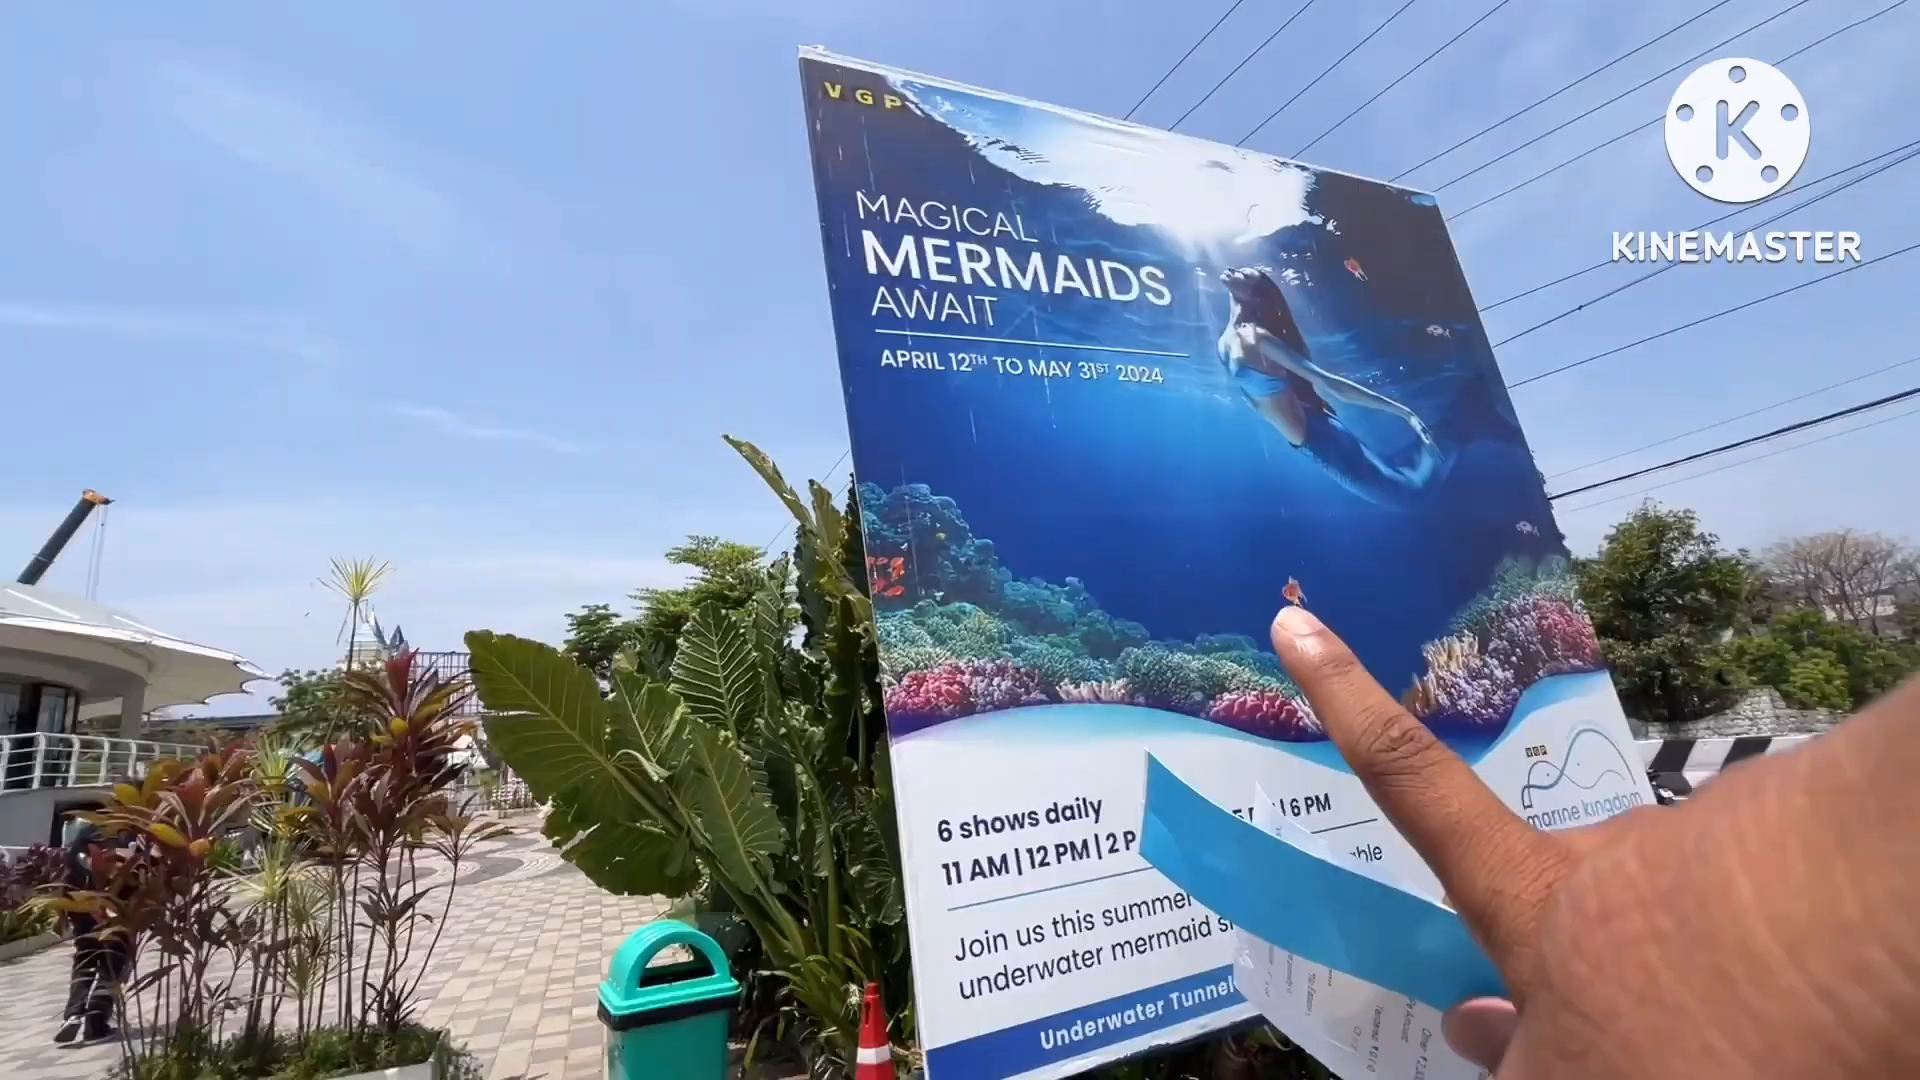 VGP
MAGICAL
MERMAIDS
AWAIT
APRIL 12TH TO MAY 31ST 2024
K
KINEMASTER
6 shows daily
11 AM | 12 PM | 2 P
| 6 PM
Join us this summer
underwater mermaid
Underwater Tunnel
VGP
marine kingdom